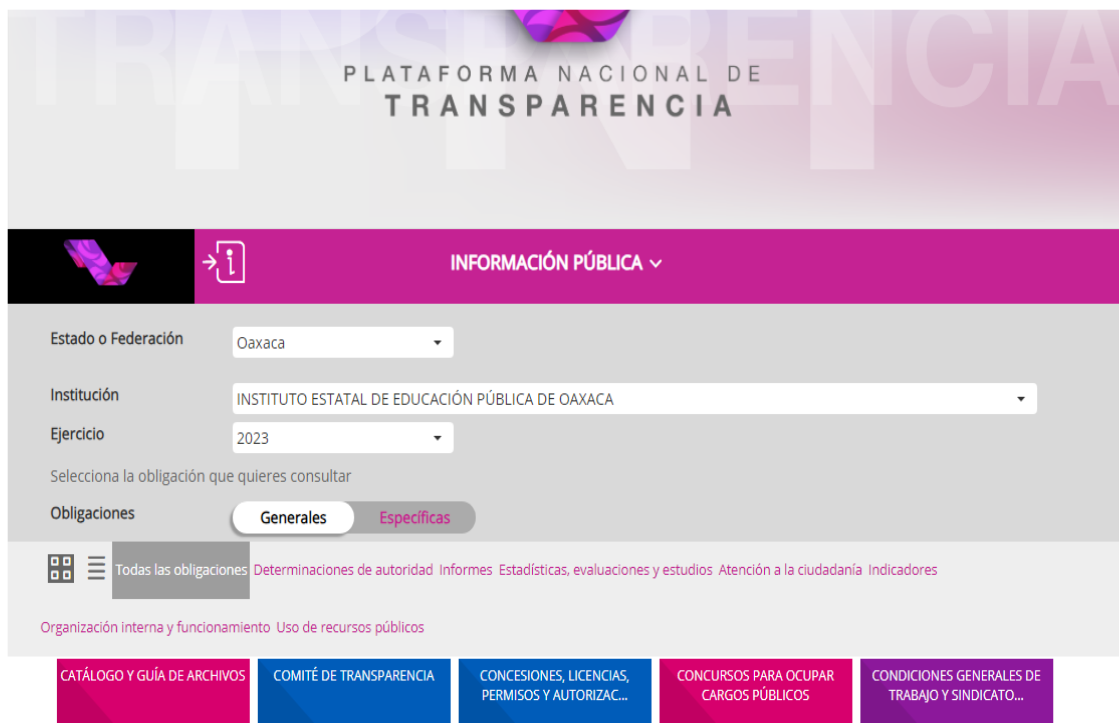 TRANSPARENCIA
PNT
PLATAFORMA NACIONAL DE
TRANSPARENCIA
INFORMACIÓN PÚBLICA
Estado o Federación
Oaxaca
Institución
INSTITUTO ESTATAL DE EDUCACIÓN PÚBLICA DE OAXACA
Ejercicio
2023
Selecciona la obligación que quieres consultar
Obligaciones
Generales
Específicas
Todas las obligaciones Determinaciones de autoridad Informes Estadísticas, evaluaciones y estudios Atención a la ciudadanía Indicadores
Organización interna y funcionamiento Uso de recursos públicos
CATÁLOGO Y GUÍA DE ARCHIVOS
COMITÉ DE TRANSPARENCIA
CONCESIONES, LICENCIAS,
PERMISOS Y AUTORIZAC...
CONCURSOS PARA OCUPAR
CARGOS PÚBLICOS
CONDICIONES GENERALES DE
TRABAJO Y SINDICATO...